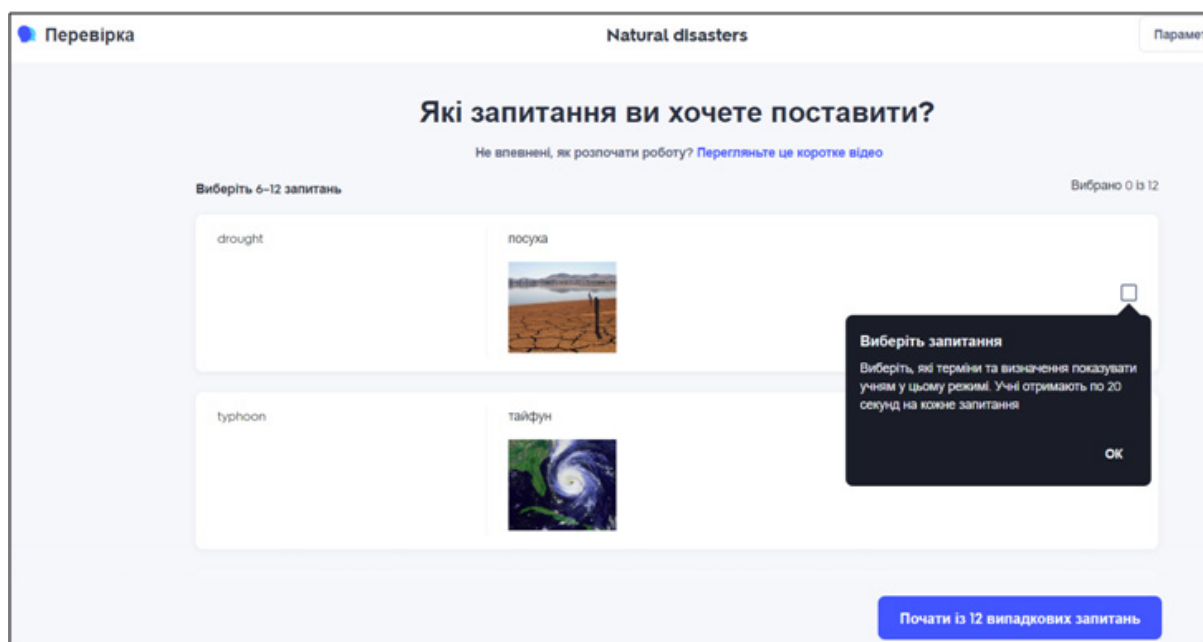 Перевірка
Natural disasters
Парамет
Які запитання ви хочете поставити?
Не впевнені, як розпочати роботу? Перегляньте це коротке відео
Виберіть 6–12 запитань
Вибрано 0 із 12
drought
посуха
Виберіть запитання
Виберіть, які терміни та визначення показувати
учням у цьому режимі. Учні отримають по 20
секунд на кожне запитання
ОК
typhoon
тайфун
Почати із 12 випадкових запитань